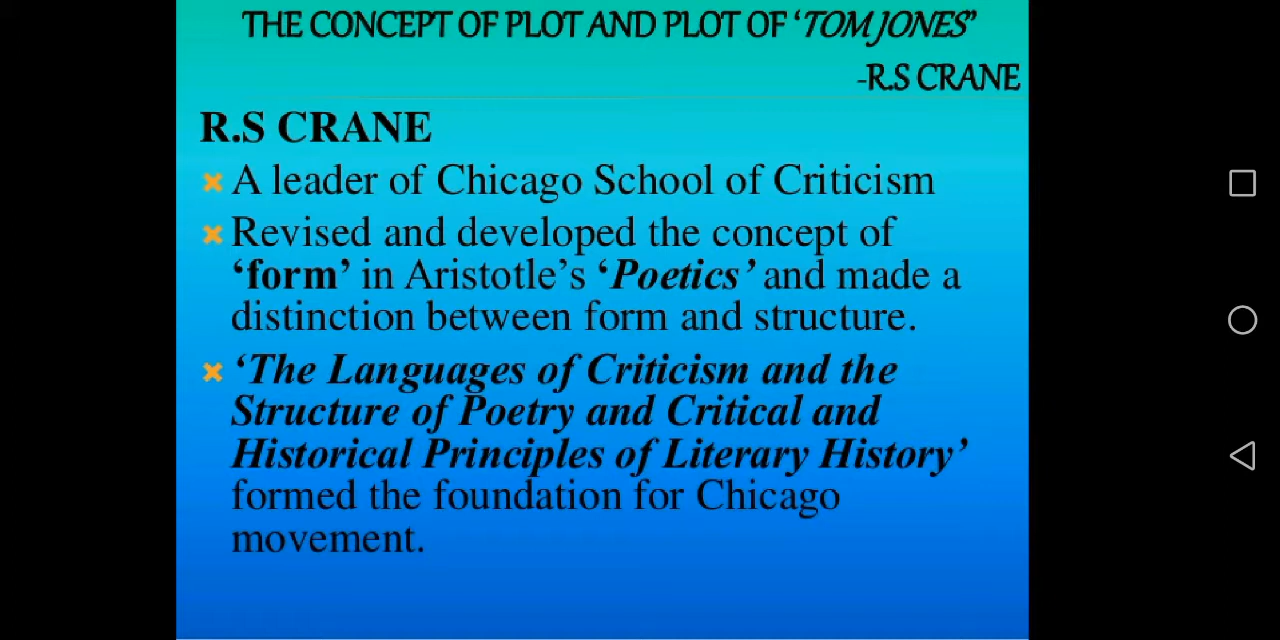 THE CONCEPT OF PLOT AND PLOT OF ‘TOM JONES’
-R.S CRANE
R.S CRANE
A leader of Chicago School of Criticism
Revised and developed the concept of
‘form’ in Aristotle’s ‘Poetics’ and made a
distinction between form and structure.
‘The Languages of Criticism and the
Structure of Poetry and Critical and
Historical Principles of Literary History’
formed the foundation for Chicago
movement.